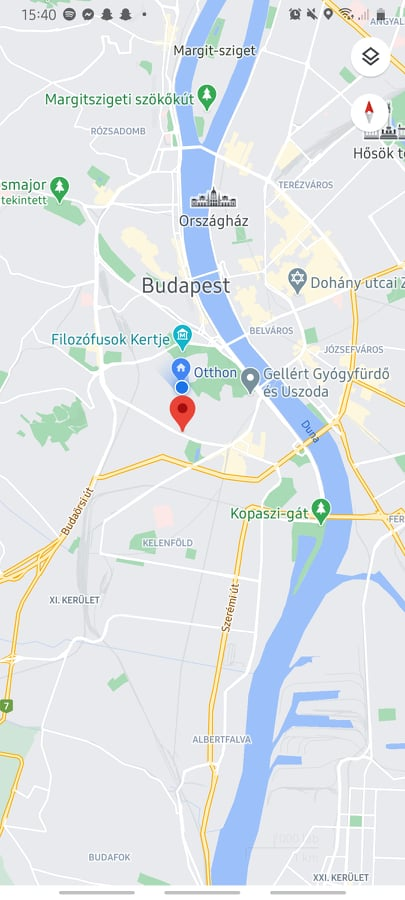 15:40
Margit-sziget
ANGYAL
Margitszigeti szökőkút
RÓZSADOMB
Hősök te
smajor
tekintett
TERÉZVÁROS
Országház
Budapest
Dohány utcai Z
Filozófusok Kertje
BELVÁROS
JÓZSEFVÁROS
Otthon
Gellért Gyógyfürdő
és Uszoda
Duna
Budaörsi út
Kopaszi-gát
FER
KELENFÖLD
XI. KERÜLET
Szerémi út
7
ALBERTFALVA
1 km
BUDAFOK
XXI. KERÜLET